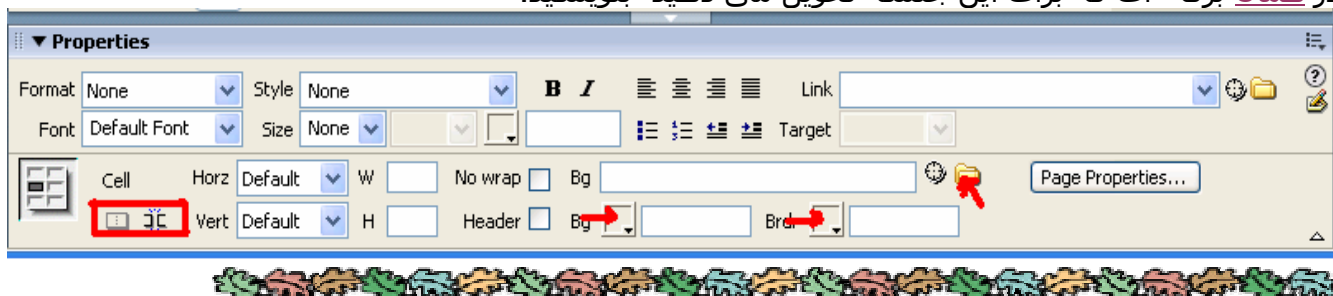 Properties
Format None Style None B I Link
Font Default Font Size None Target
Cell Horz Default W No wrap Bg Page Properties...
Vert Default H Header Bg Brdr